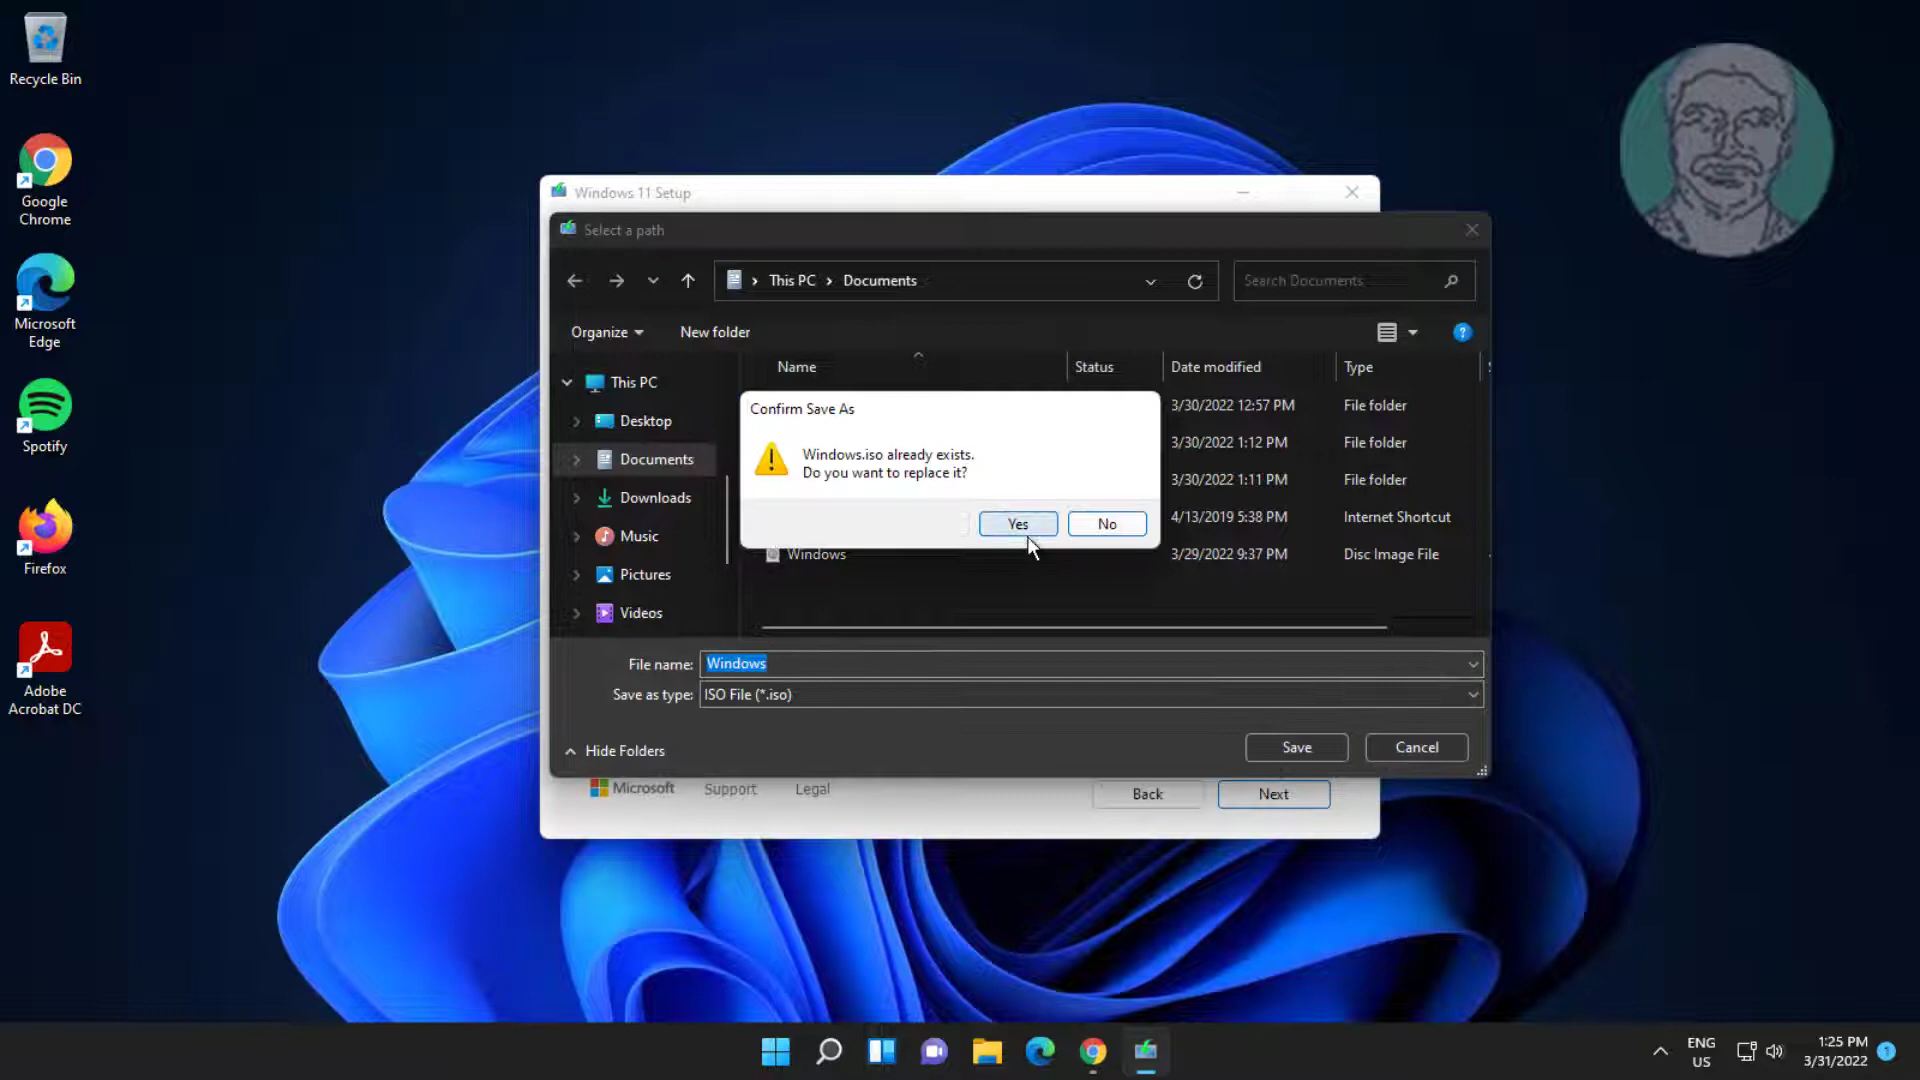 Recycle Bin
Google
Chrome
Microsoft
Edge
Spotify
Firefox
Adobe
Acrobat DC
Windows 11 Setup
Select a path
This PC
Documents
Search Documents
Organize
New folder
Name
Status
Date modified
Type
This PC
Desktop
Documents
Downloads
Music
Pictures
Videos
3/30/2022 12:57 PM File folder
3/30/2022 1:12 PM File folder
3/30/2022 1:11 PM File folder
4/13/2019 5:38 PM Internet Shortcut
Windows 3/29/2022 9:37 PM Disc Image File
Confirm Save As
Windows.iso already exists.
Do you want to replace it?
Yes
No
File name: Windows
Save as type: ISO File (*.iso)
Hide Folders
Save
Cancel
Microsoft
Support
Legal
Back
Next
ENG
US
1:25 PM
3/31/2022
1